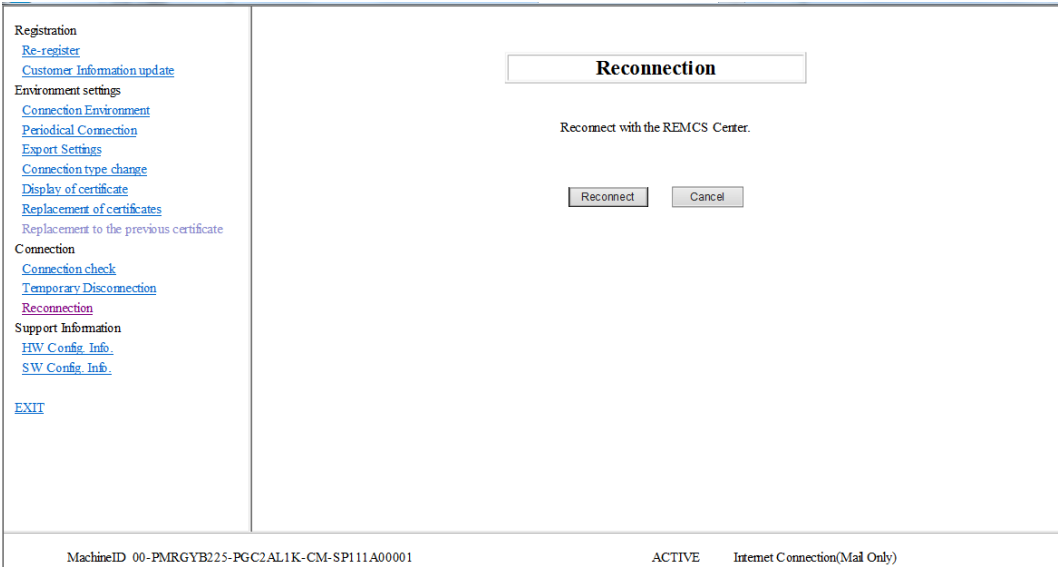 Registration
Re-register
Customer Information update
Environment settings
Connection Environment
Periodical Connection
Export Settings
Connection type change
Display of certificate
Replacement of certificates
Replacement to the previous certificate
Connection
Connection check
Temporary Disconnection
Reconnection
Support Information
HW Config. Info.
SW Config. Info.
EXIT
Reconnection
Reconnect with the REMCS Center.
Reconnect Cancel
MachineID 00-PMRGYB225-PGC2AL1K-CM-SP111A00001 ACTIVE Internet Connection(Mail Only)